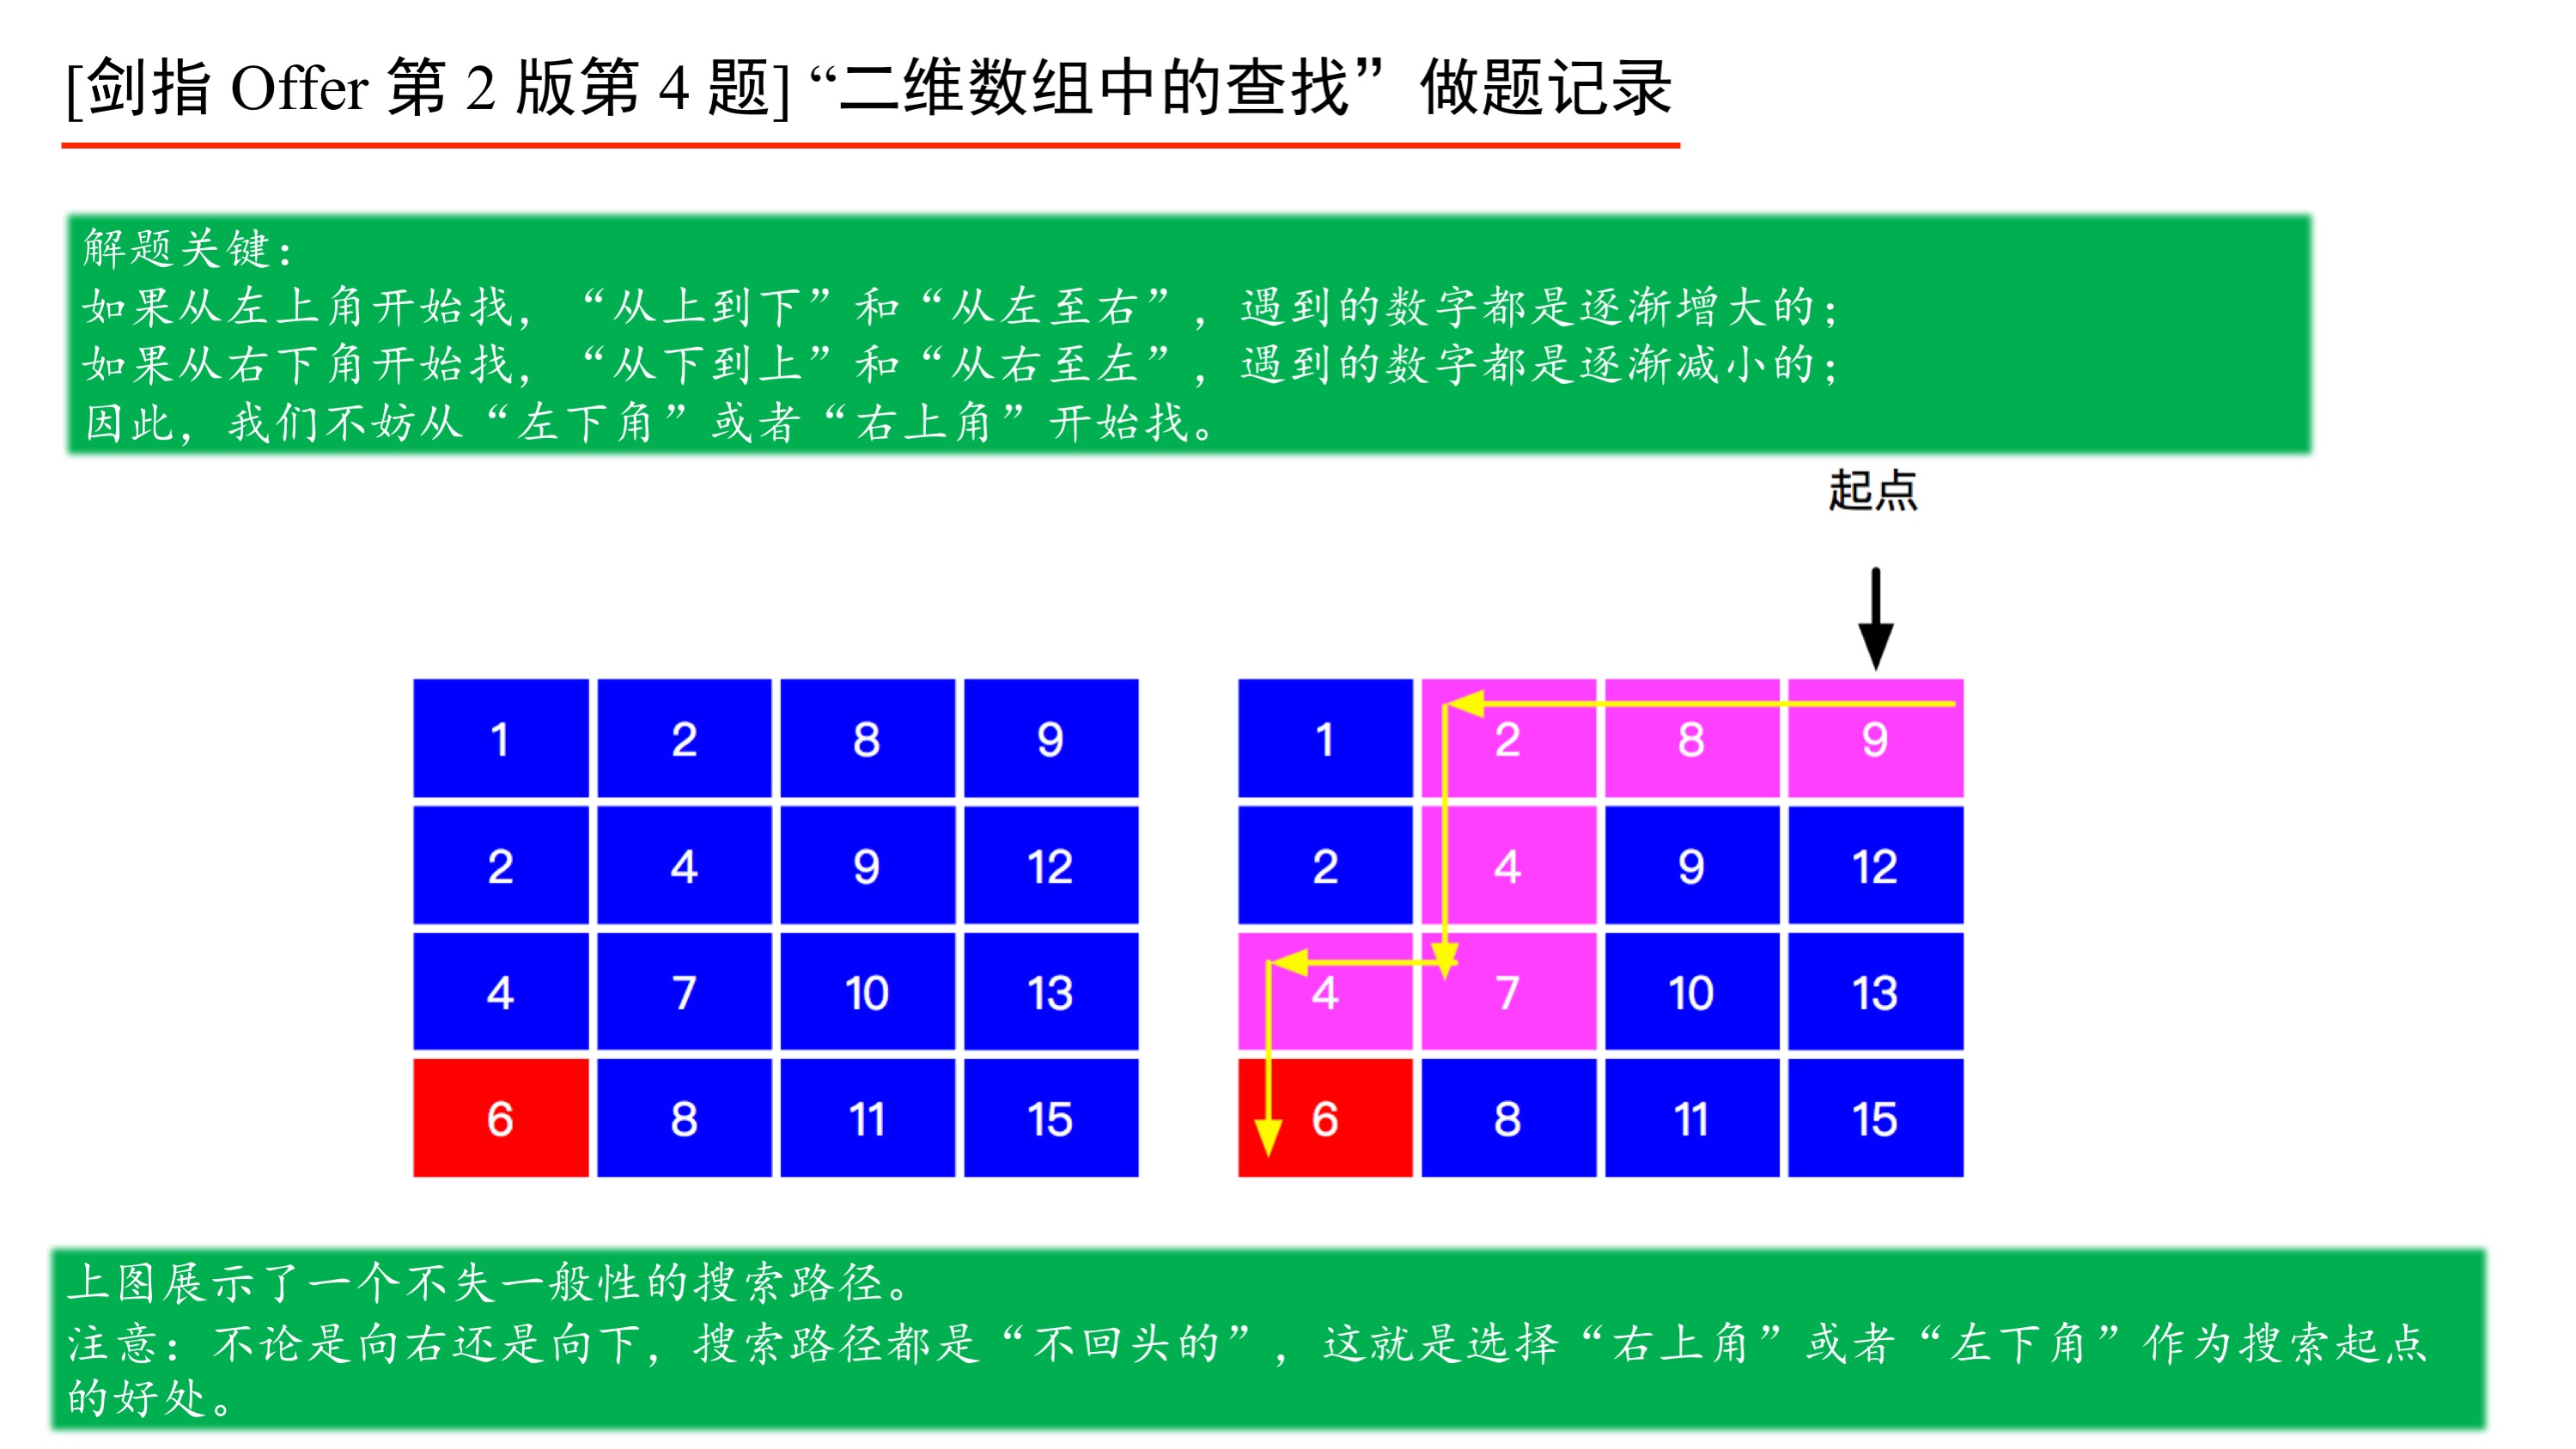 [剑指 Offer 第 2 版第 4 题] “二维数组中的查找” 做题记录
解题关键：
如果从左上角开始找，“从上到下”和“从左至右”，遇到的数字都是逐渐增大的；
如果从右下角开始找，“从下到上”和“从右至左”，遇到的数字都是逐渐减小的；
因此，我们不妨从“左下角”或者“右上角”开始找。
起点
1 2 8 9
2 4 9 12
4 7 10 13
6 8 11 15
1 2 8 9
2 4 9 12
4 7 10 13
6 8 11 15
上图展示了一个不失一般性的搜索路径。
注意：不论是向右还是向下，搜索路径都是“不回头的”，这就是选择“右上角”或者“左下角”作为搜索起点
的好处。